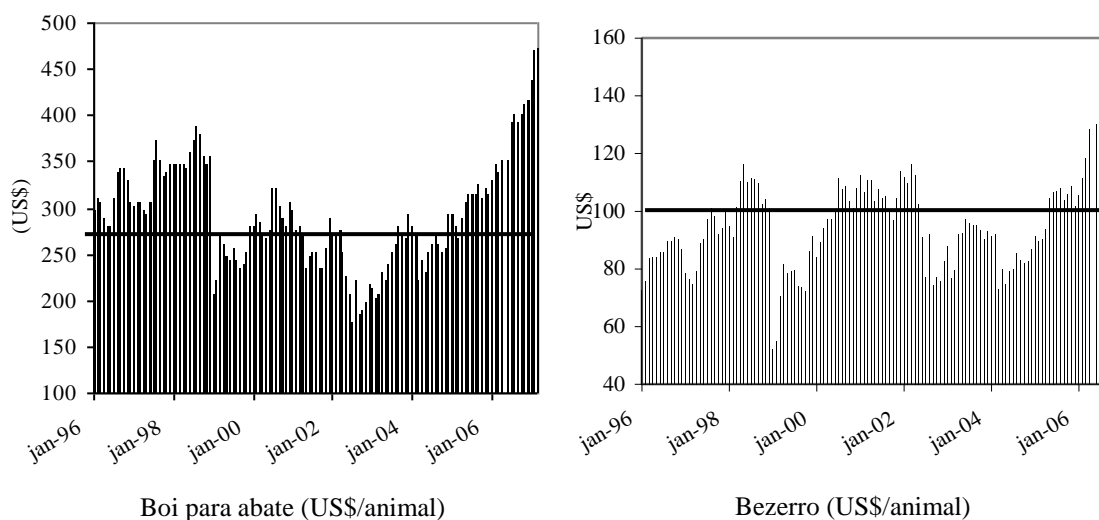 500
450
400
350
300
250
200
150
100
(US$)
jan-96
jan-98
jan-00
jan-02
jan-04
jan-06
Boi para abate (US$/animal)
160
140
120
100
80
60
40
US$
jan-96
jan-98
jan-00
jan-02
jan-04
jan-06
Bezerro (US$/animal)